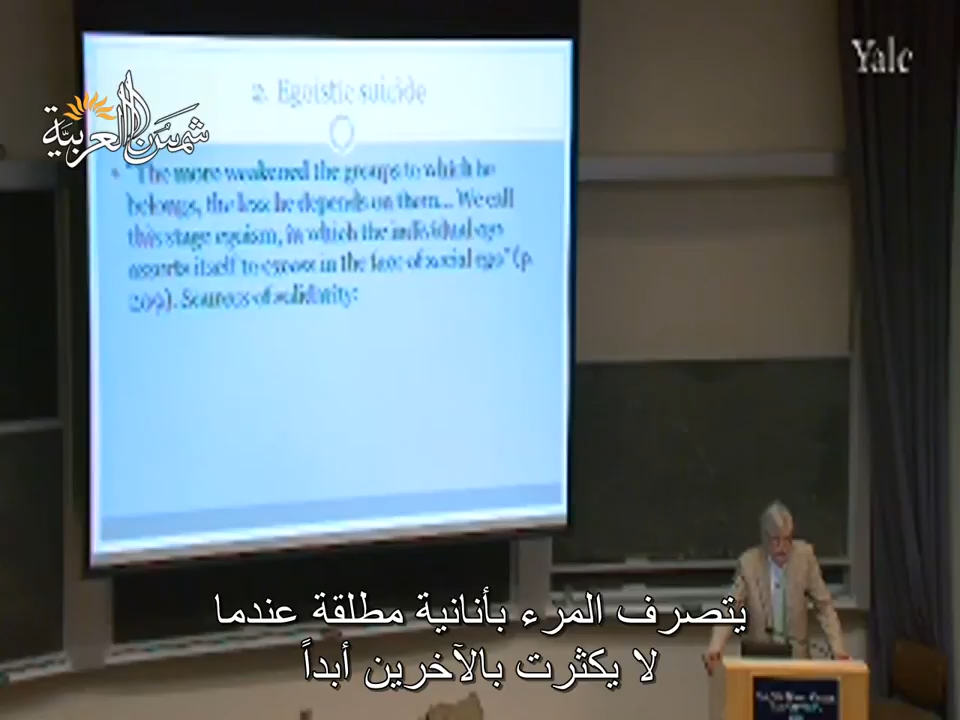 Yale
شمس العربية
2. Egoistic suicide
• "The more weakened the groups to which he
belongs, the less he depends on them... We call
this stage egoism, in which the individual ego
asserts itself to excess in the face of social ego" (p.
209). Sources of solidarity:
يتصرف المرء بأنانية مطلقة عندما
لا يكثرت بالآخرين أبداً